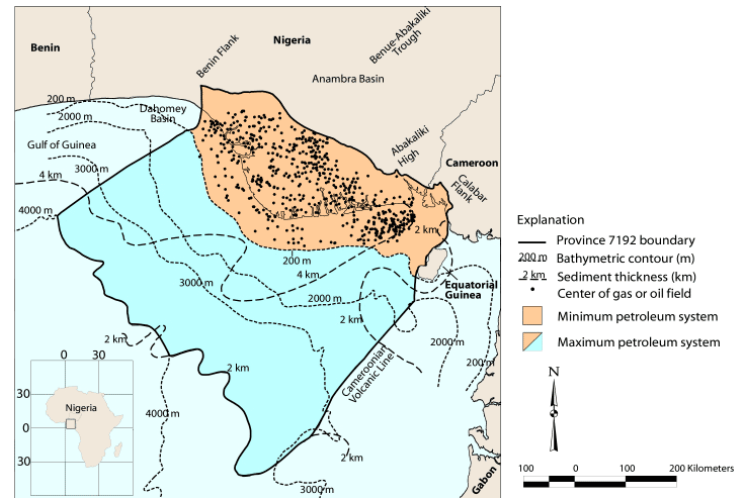 Benin
Nigeria
Benin Flank
Benue-Abakaliki
Trough
Anambra Basin
200 m
2000 m
Dahomey
Basin
Gulf of Guinea
3000 m
4 km
4000 m
Abakaliki
High
Cameroon
Calabar
Flank
2 km
200 m
4 km
3000 m
2000 m
Equatorial
Guinea
2 km
2000 m
200 m
2 km
2 km
Cameroonian
Volcanic Line
4000 m
2 km
3000 m
Gabon
0 30
30
Nigeria
0
30
Explanation
Province 7192 boundary
200 m Bathymetric contour (m)
2 km Sediment thickness (km)
Center of gas or oil field
Minimum petroleum system
Maximum petroleum system
N
100 0 100 200 Kilometers